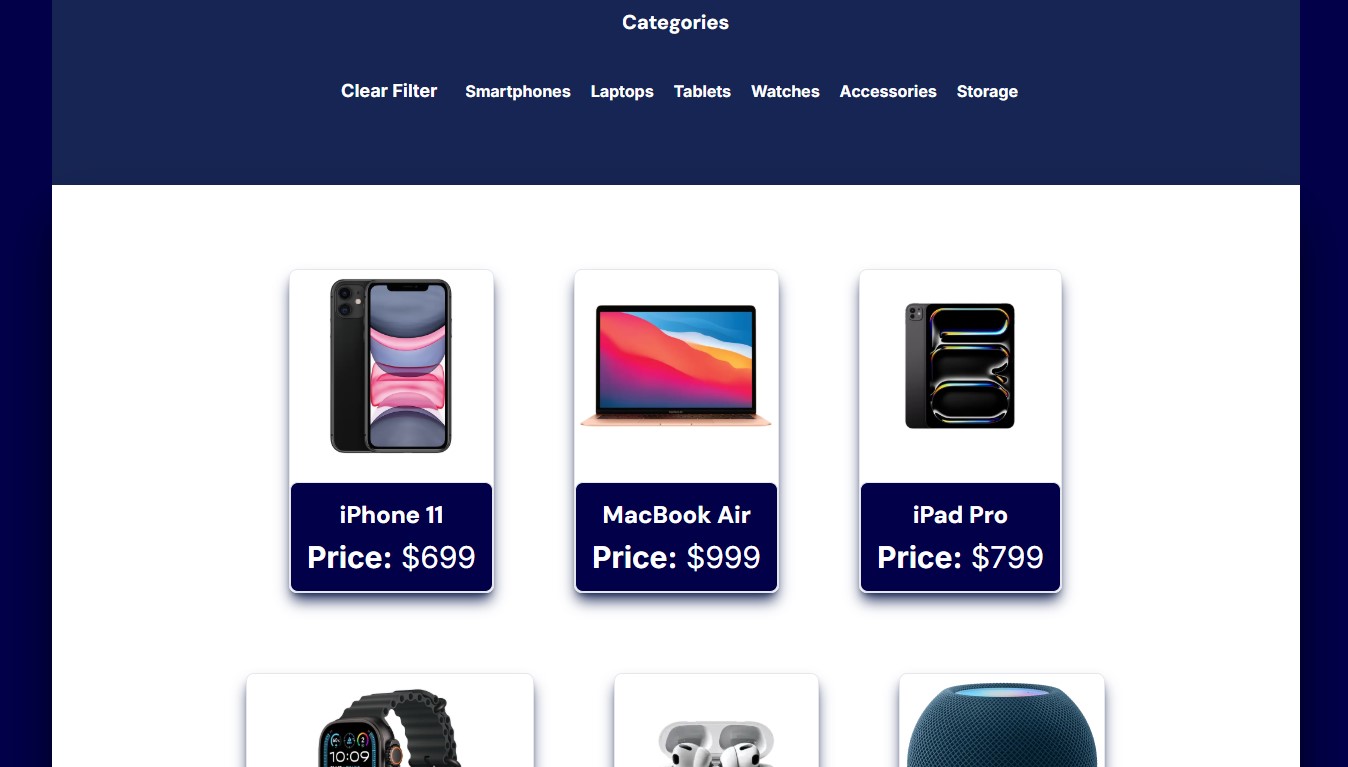 Categories
Clear Filter Smartphones Laptops Tablets Watches Accessories Storage
iPhone 11 MacBook Air iPad Pro
Price: $699 Price: $999 Price: $799
10:09